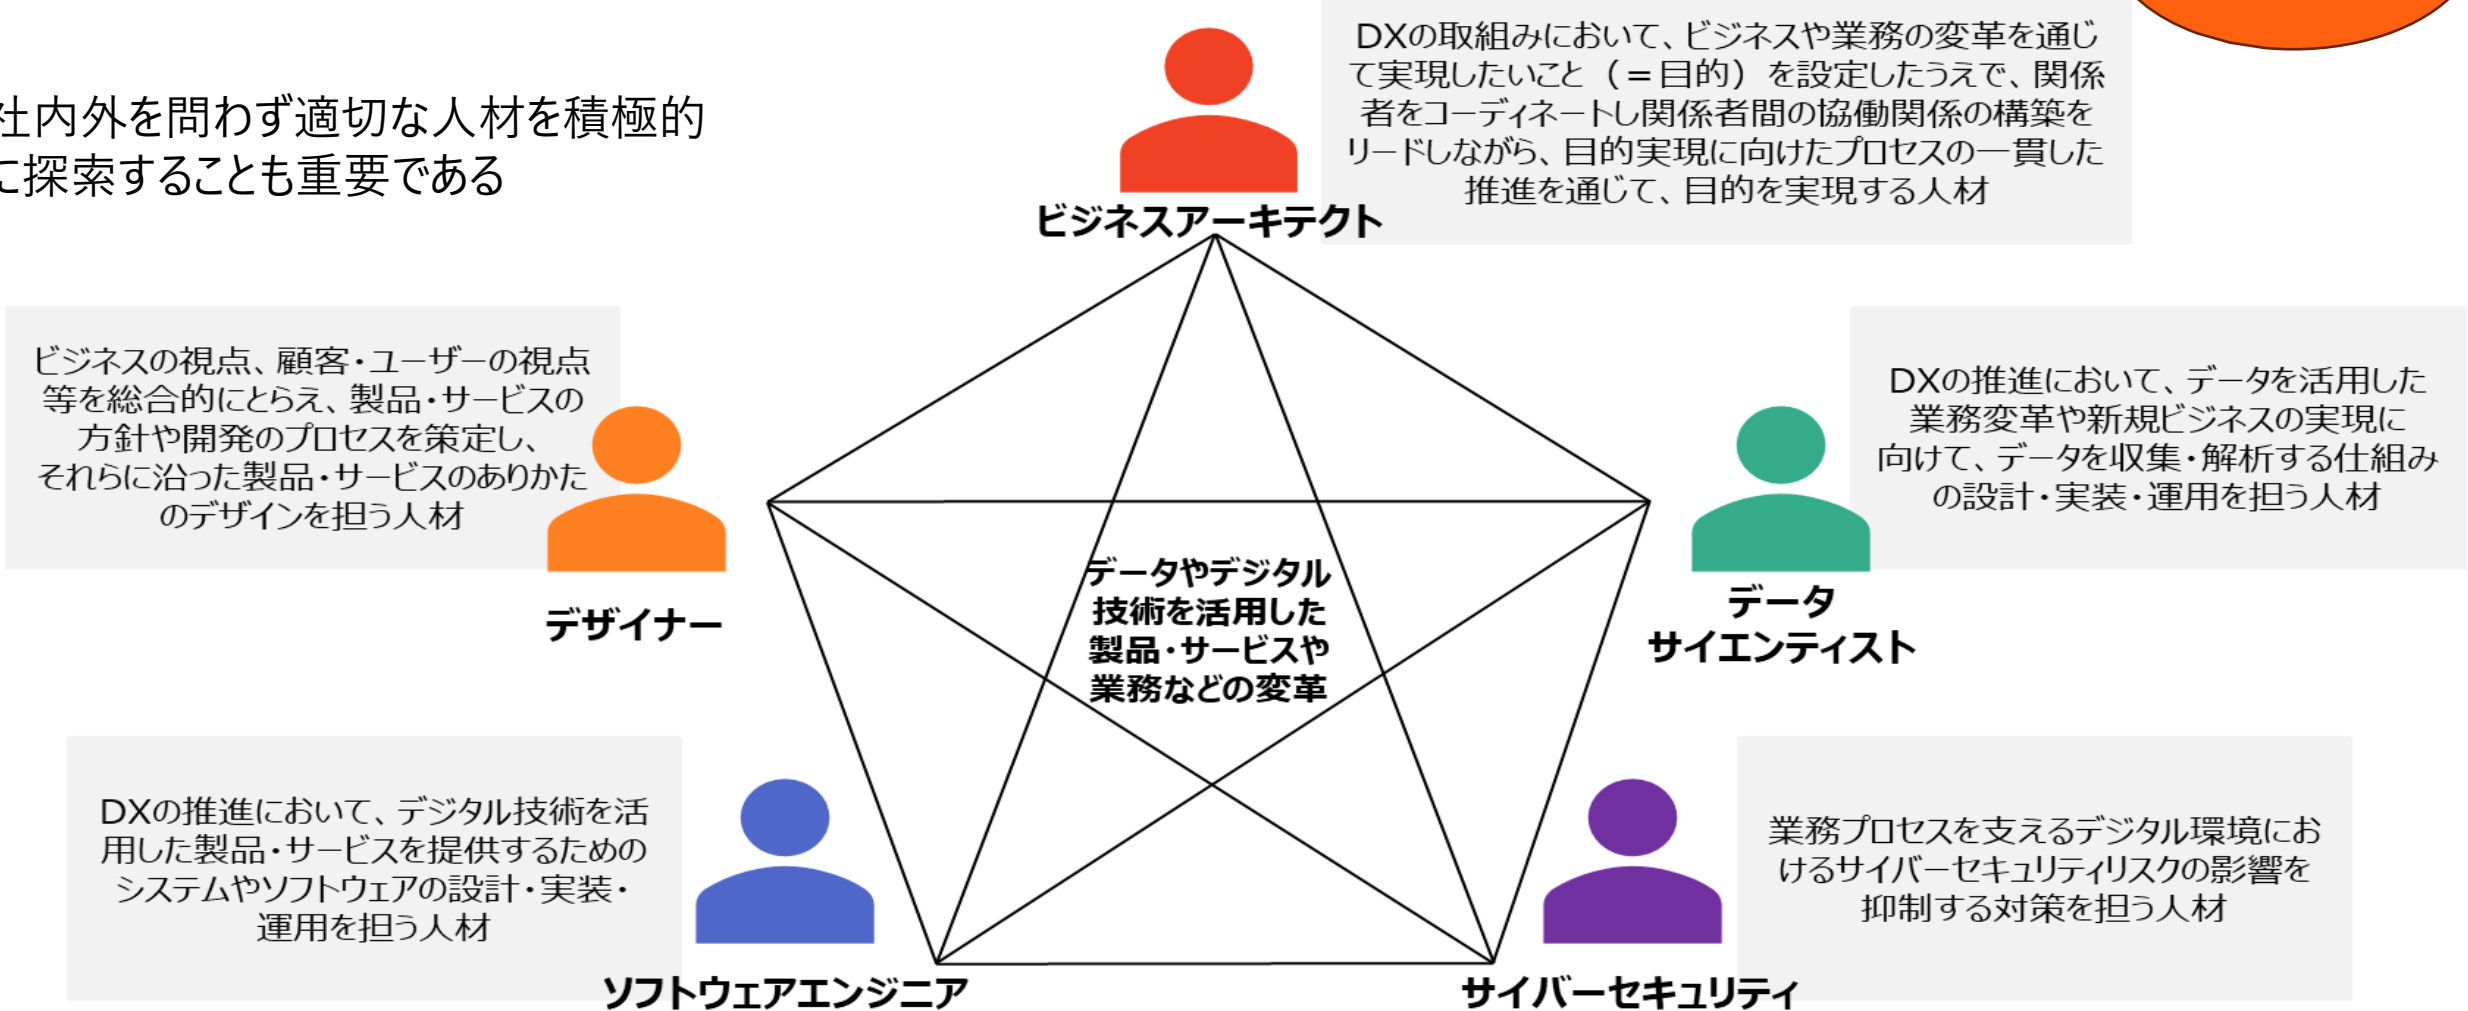 社内外を問わず適切な人材を積極的
に探索することも重要である
DXの取組みにおいて、ビジネスや業務の変革を通じ
て実現したいこと（＝目的）を設定したうえで、関係
者をコーディネートし関係者間の協働関係の構築を
リードしながら、目的実現に向けたプロセスの一貫した
推進を通じて、目的を実現する人材
ビジネスアーキテクト
ビジネスの視点、顧客・ユーザーの視点
等を総合的にとらえ、製品・サービスの
方針や開発のプロセスを策定し、
それらに沿った製品・サービスのありかた
のデザインを担う人材
デザイナー
DXの推進において、データを活用した
業務変革や新規ビジネスの実現に
向けて、データを収集・解析する仕組み
の設計・実装・運用を担う人材
データ
サイエンティスト
データやデジタル
技術を活用した
製品・サービスや
業務などの変革
DXの推進において、デジタル技術を活
用した製品・サービスを提供するための
システムやソフトウェアの設計・実装・
運用を担う人材
ソフトウェアエンジニア
業務プロセスを支えるデジタル環境にお
けるサイバーセキュリティリスクの影響を
抑制する対策を担う人材
サイバーセキュリティ